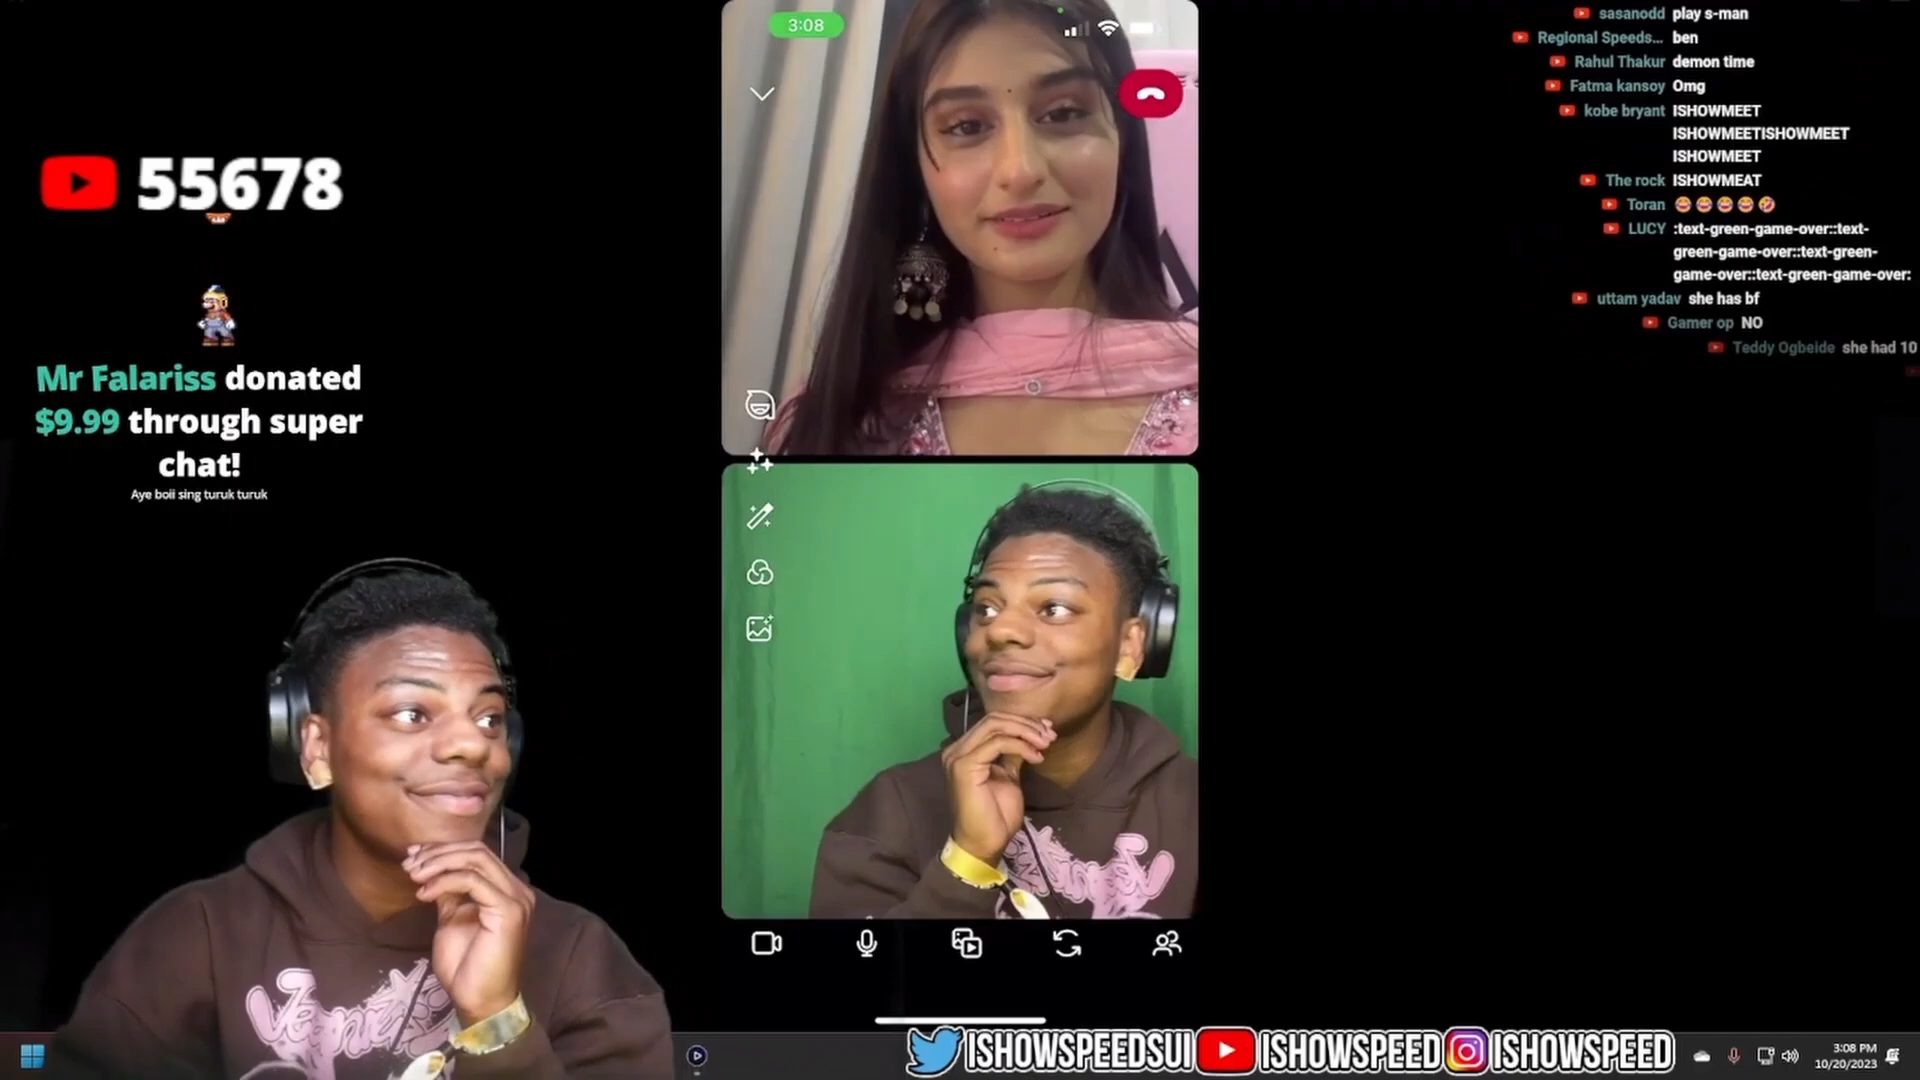 3:08
55678
Mr Falariss donated
$9.99 through super
chat!
Aye boii sing turuk turuk
sasanodd play s-man
Regional Speeds... ben
Rahul Thakur demon time
Fatma kansoy Omg
kobe bryant ISHOWMEET
ISHOWMEETISHOWMEET
ISHOWMEET
The rock ISHOWMEAT
Toran 😂😂😂😂🤣
LUCY :text-green-game-over::text-
green-game-over::text-green-
game-over::text-green-game-over:
uttam yadav she has bf
Gamer op NO
Teddy Ogbeide she had 10
ISHOWSPEEDSUI ISHOWSPEED ISHOWSPEED
3:08 PM
10/20/2023